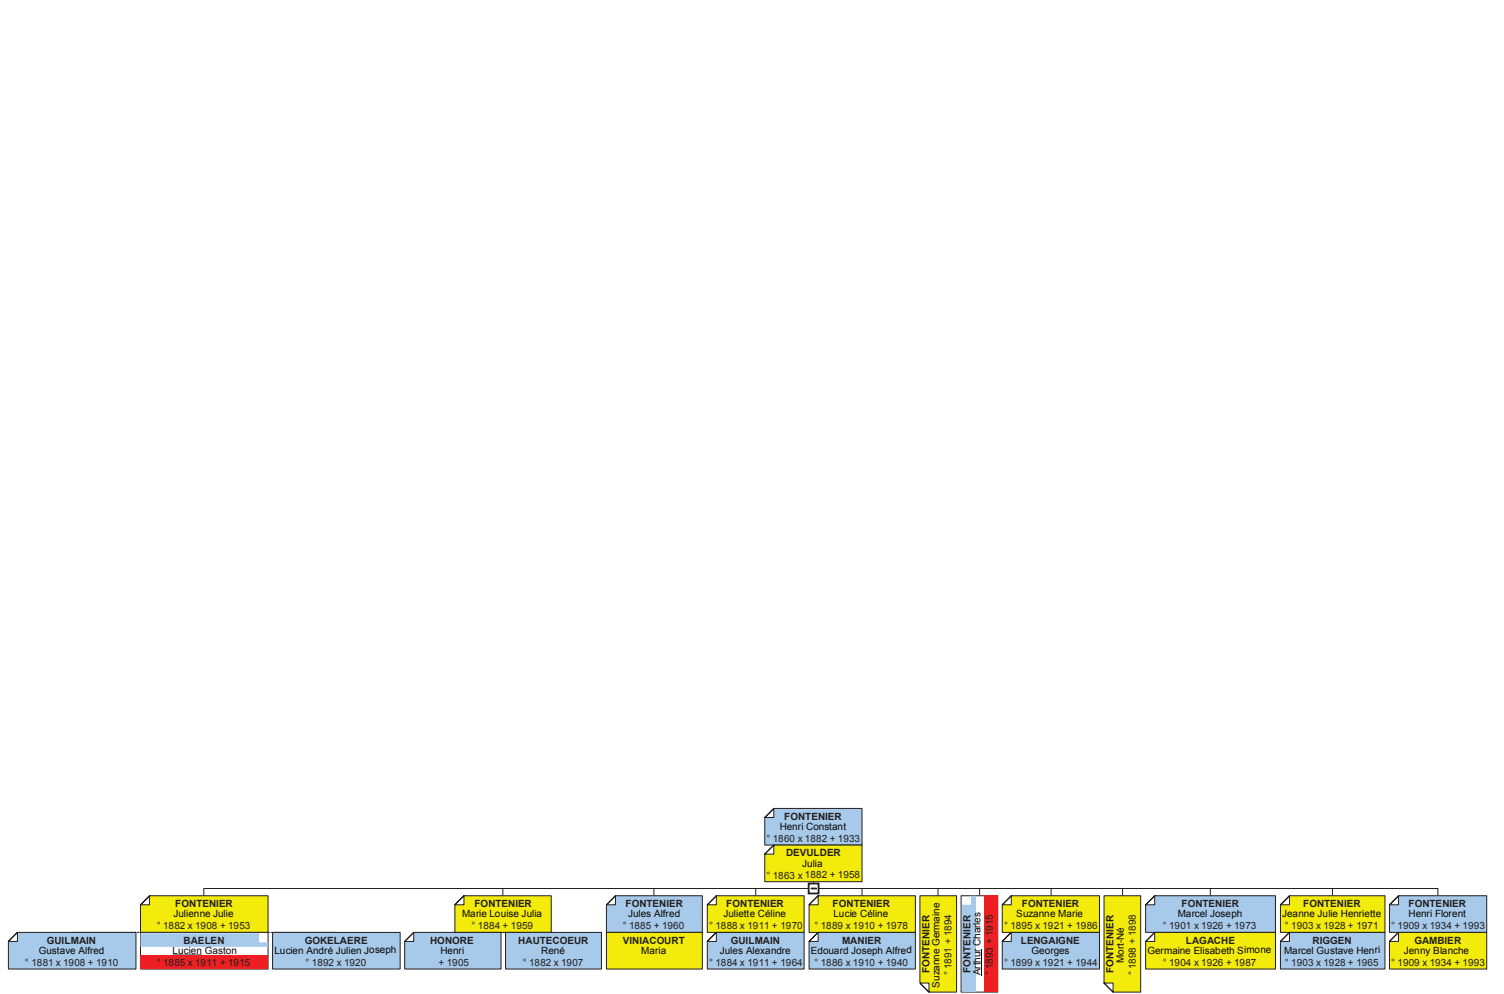 FONTENIER
Henri Constant
° 1860 x 1882 + 1933
DEVULDER
Julia
° 1863 x 1882 + 1958
FONTENIER
Julienne Julie
° 1882 x 1908 + 1953
GUILMAIN
Gustave Alfred
° 1881 x 1908 + 1910
BAELEN
Lucien Gaston
° 1885 x 1911 + 1915
GOKELAERE
Lucien André Julien Joseph
° 1892 x 1920
FONTENIER
Marie Louise Julia
° 1884 + 1959
HONORE
Henri
+ 1905
HAUTECOEUR
René
° 1882 x 1907
FONTENIER
Jules Alfred
° 1885 + 1960
VINIACOURT
Maria
FONTENIER
Juliette Céline
° 1888 x 1911 + 1970
GUILMAIN
Jules Alexandre
° 1884 x 1911 + 1964
FONTENIER
Lucie Céline
° 1889 x 1910 + 1978
MANIER
Edouard Joseph Alfred
° 1886 x 1910 + 1940
FONTENIER
Suzanne Germaine
° 1891 + 1894
FONTENIER
Arthur Charles
° 1893 + 1915
FONTENIER
Suzanne Marie
° 1895 x 1921 + 1986
LENGAIGNE
Georges
° 1899 x 1921 + 1944
FONTENIER
Mort-Née
° 1898 + 1898
FONTENIER
Marcel Joseph
° 1901 x 1926 + 1973
LAGACHE
Germaine Elisabeth Simone
° 1904 x 1926 + 1987
FONTENIER
Jeanne Julie Henriette
° 1903 x 1928 + 1971
RIGGEN
Marcel Gustave Henri
° 1903 x 1928 + 1965
FONTENIER
Henri Florent
° 1909 x 1934 + 1993
GAMBIER
Jenny Blanche
° 1909 x 1934 + 1993